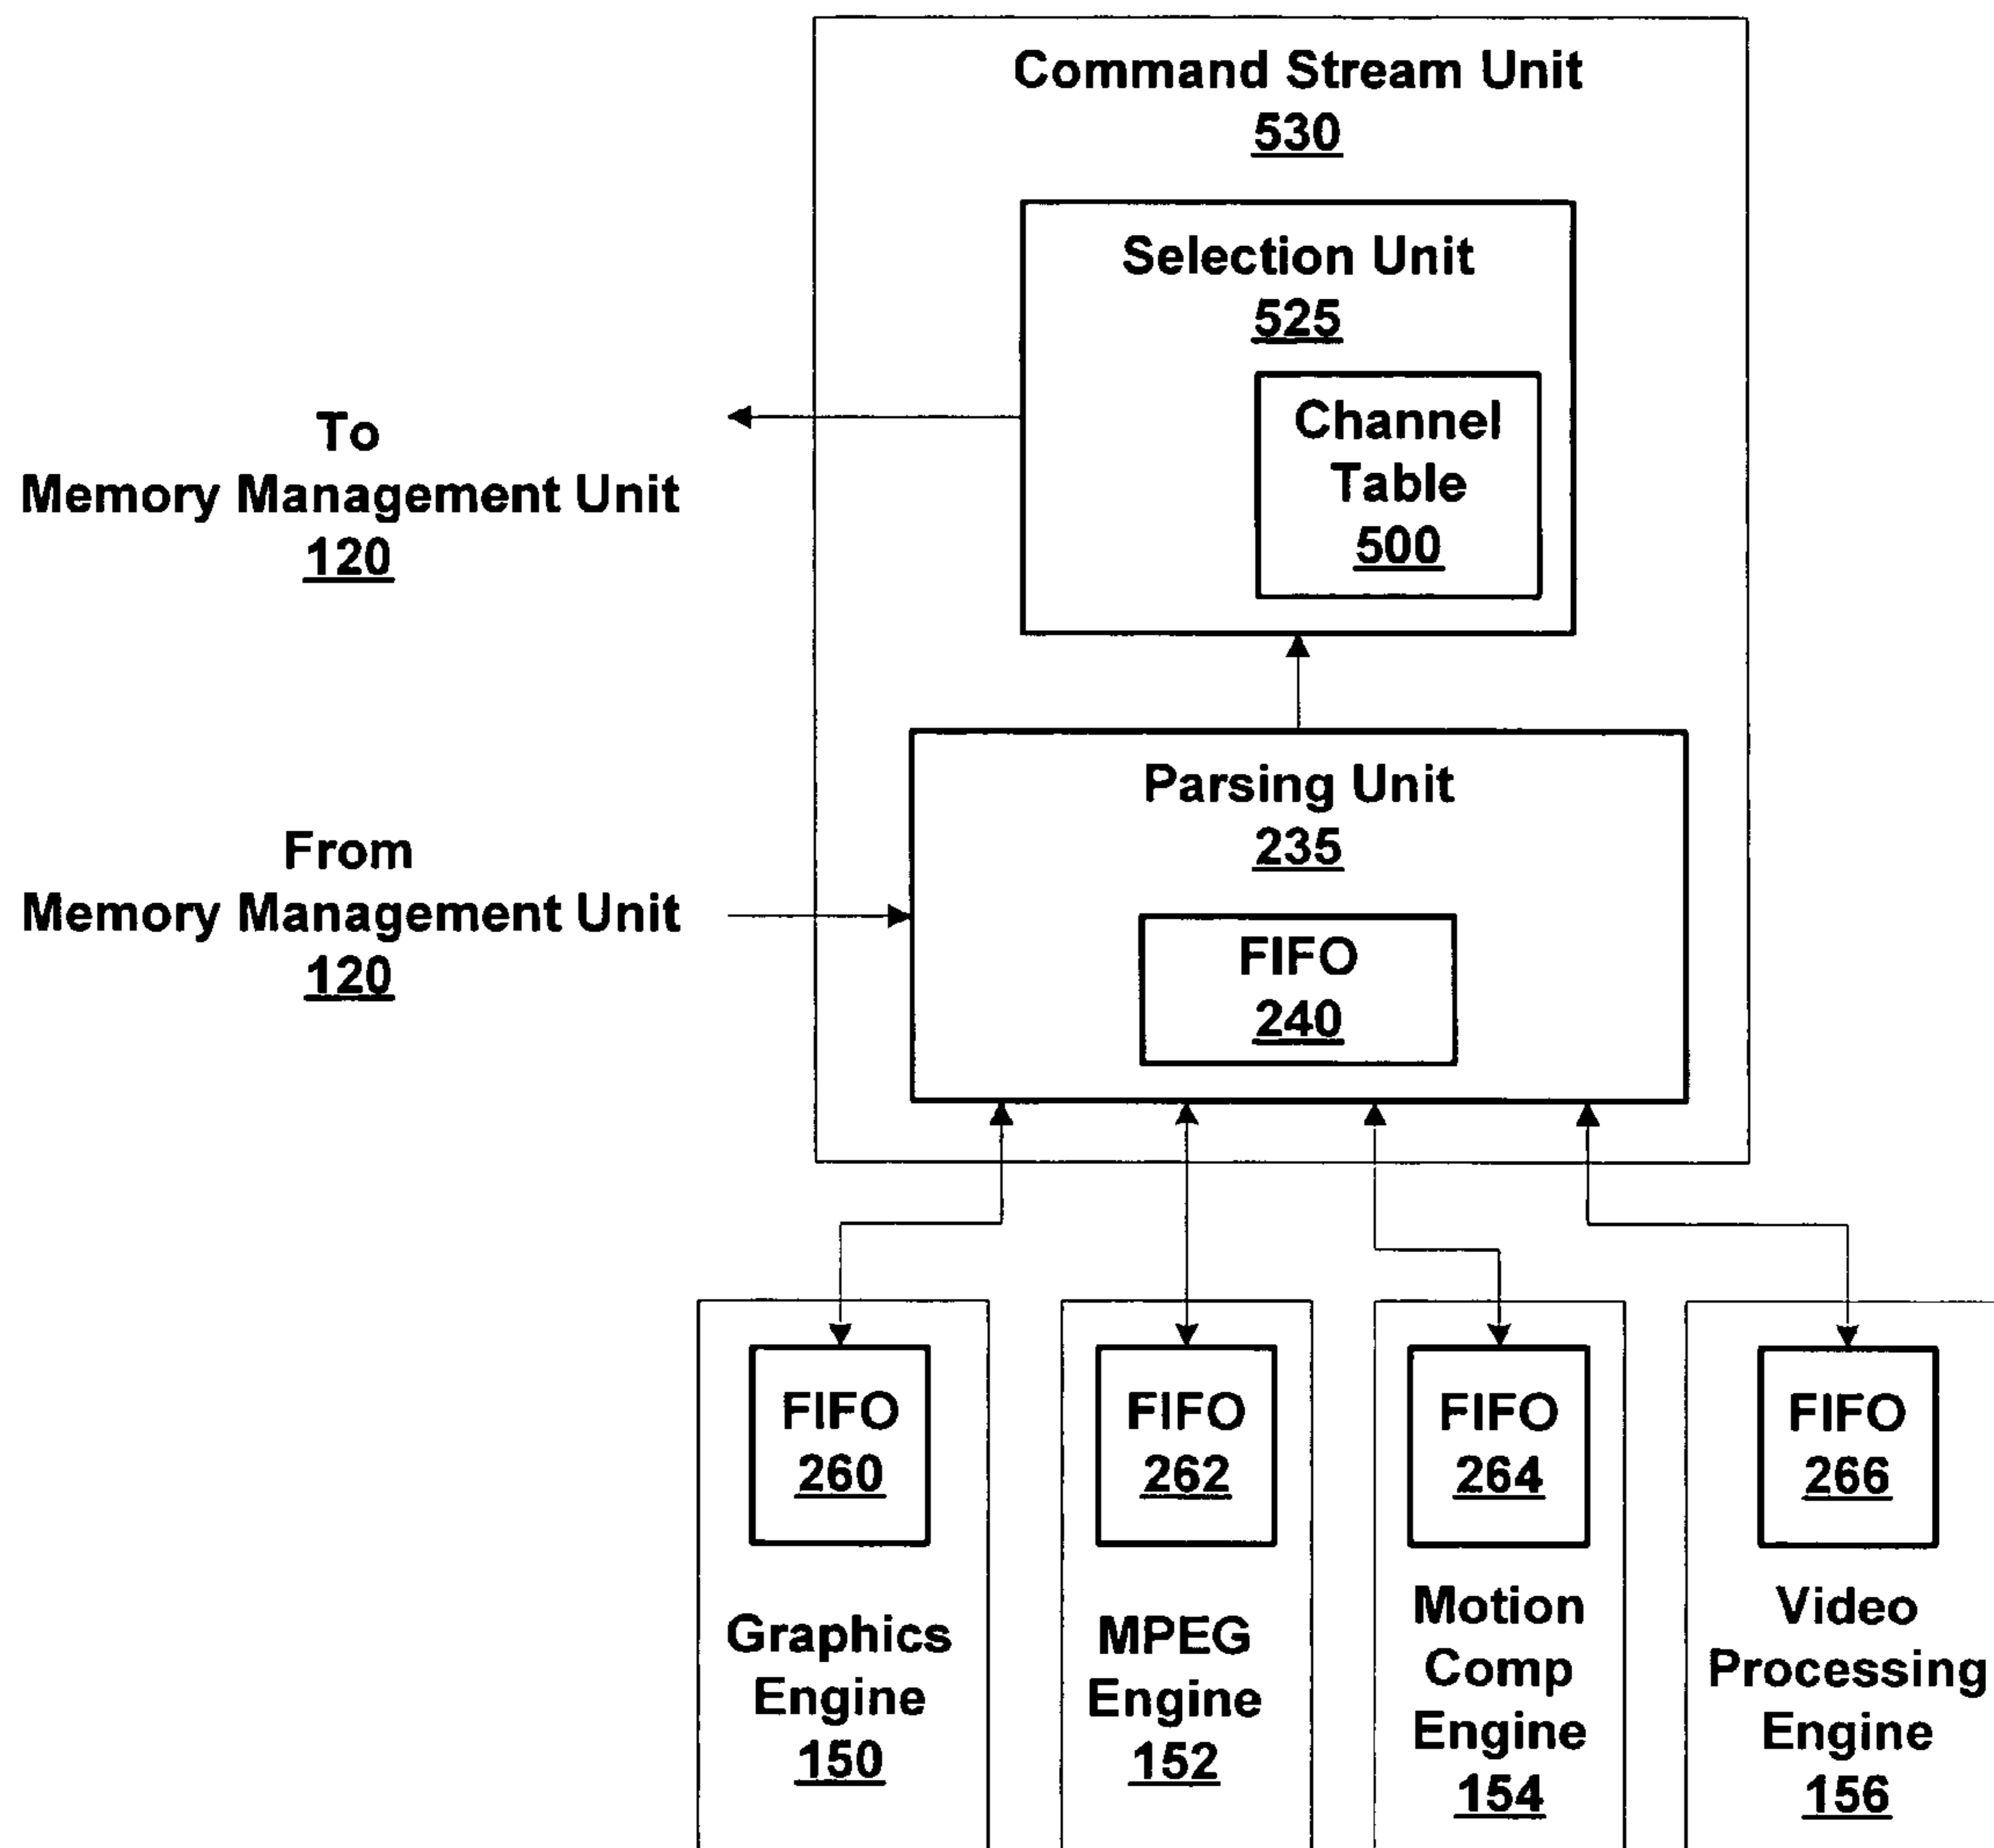 Command Stream Unit
530
Selection Unit
525
Channel
Table
500
To
Memory Management Unit
120
Parsing Unit
235
From
Memory Management Unit
120
FIFO
240
FIFO
260
Graphics
Engine
150
FIFO
262
MPEG
Engine
152
FIFO
264
Motion
Comp
Engine
154
FIFO
266
Video
Processing
Engine
156